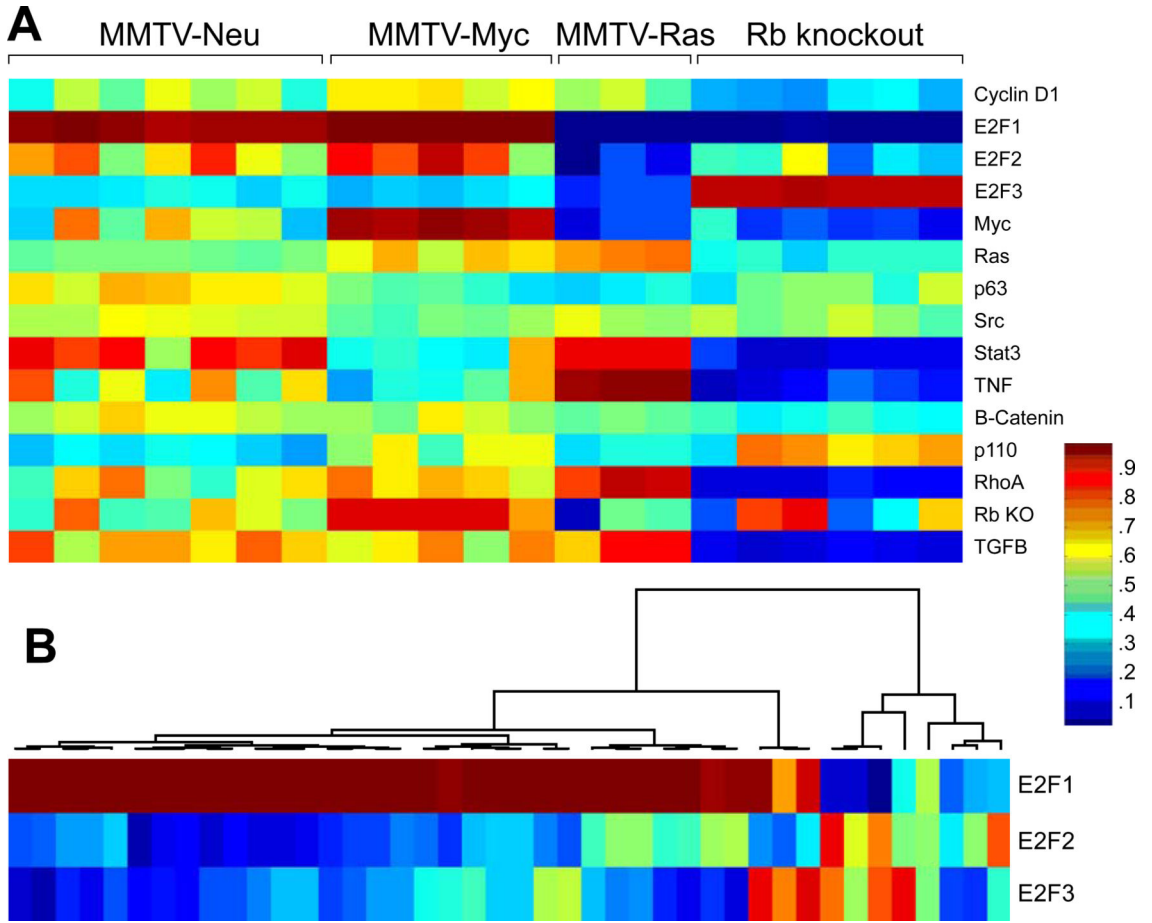 A
MMTV-Neu MMTV-Myc MMTV-Ras Rb knockout
Cyclin D1
E2F1
E2F2
E2F3
Myc
Ras
p63
Src
Stat3
TNF
B-Catenin
p110
RhoA
Rb KO
TGFB
.9
.8
.7
.6
.5
.4
.3
.2
.1
B
E2F1
E2F2
E2F3